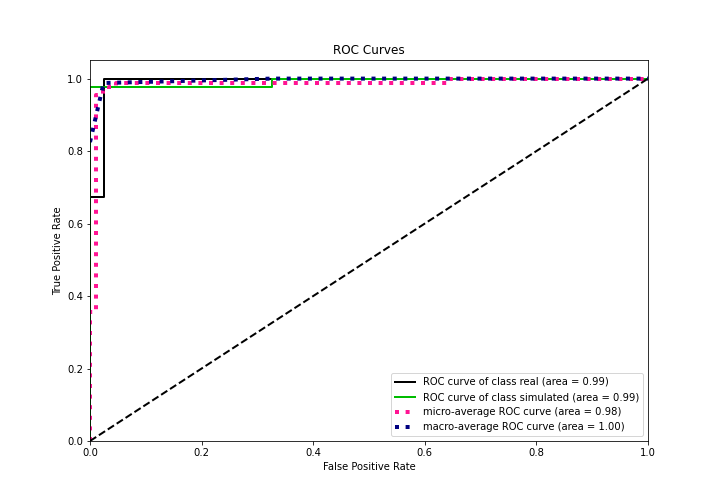 ROC Curves
1.0
0.8
0.6
0.4
0.2
0.0
True Positive Rate
ROC curve of class real (area = 0.99)
ROC curve of class simulated (area = 0.99)
micro-average ROC curve (area = 0.98)
macro-average ROC curve (area = 1.00)
0.0 0.2 0.4 0.6 0.8 1.0
False Positive Rate